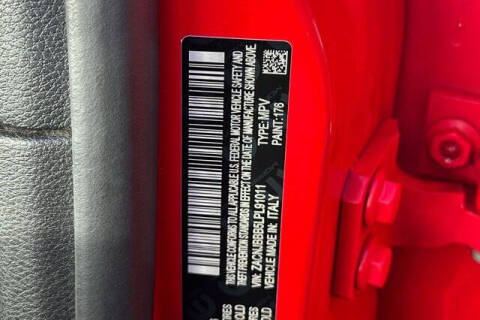 THIS VEHICLE CONFORMS TO ALL APPLICABLE U.S. FEDERAL MOTOR VEHICLE SAFETY AND
THEFT PREVENTION STANDARDS IN EFFECT ON THE DATE OF MANUFACTURE SHOWN ABOVE.
VIN: ZACNJBBB5LPL91011 TYPE: MPV
VEHICLE MADE IN: ITALY PAINT: 176